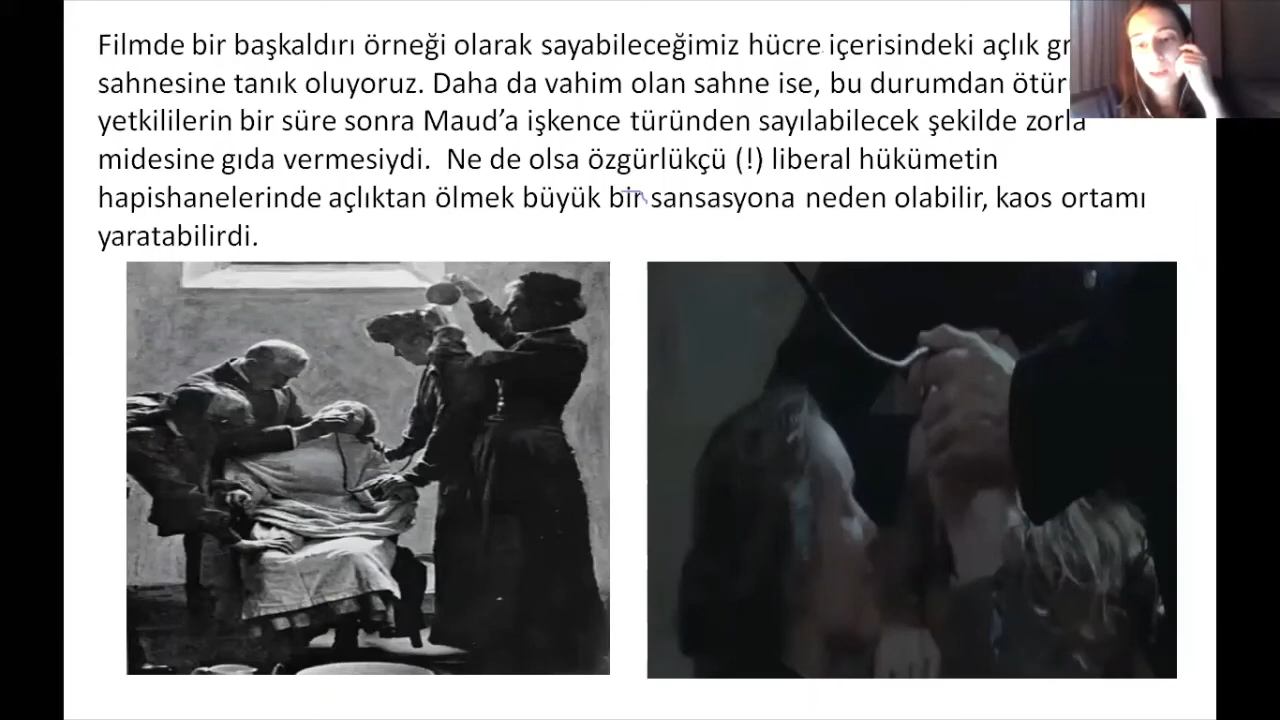 Filmde bir başkaldırı örneği olarak sayabileceğimiz hücre içerisindeki açlık
sahnesine tanık oluyoruz. Daha da vahim olan sahne ise, bu durumdan
yetkililerin bir süre sonra Maud’a işkence türünden sayılabilecek şekilde zorla
midesine gıda vermesiydi. Ne de olsa özgürlükçü (!) liberal hükümetin
hapishanelerinde açlıktan ölmek büyük bir sansasyona neden olabilir, kaos ortamı
yaratabilirdi.